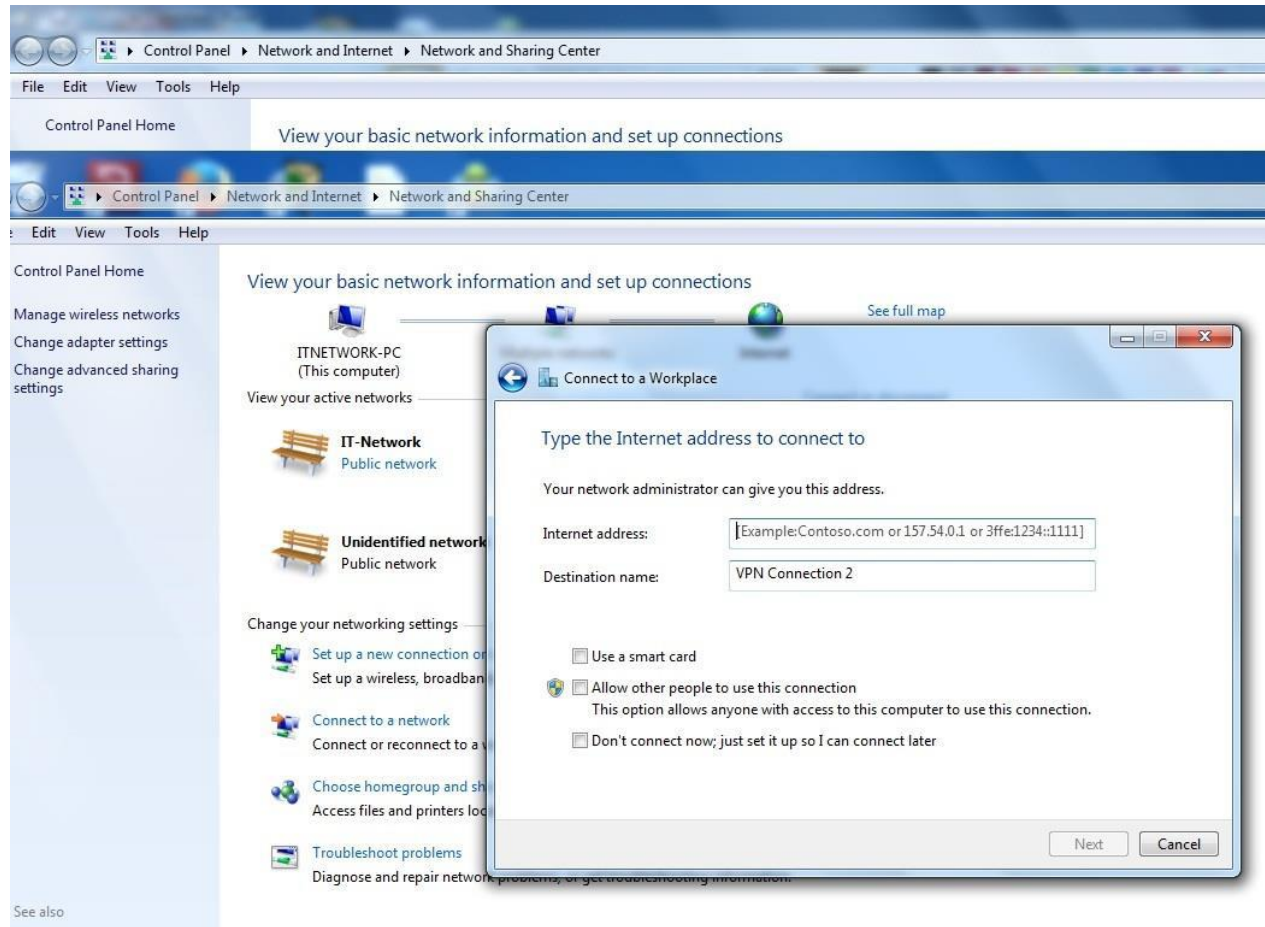 Control Panel ▸ Network and Internet ▸ Network and Sharing Center
File Edit View Tools Help
Control Panel Home
View your basic network information and set up connections
Control Panel ▸ Network and Internet ▸ Network and Sharing Center
Edit View Tools Help
Control Panel Home
Manage wireless networks
Change adapter settings
Change advanced sharing
settings
See also
View your basic network information and set up connections
See full map
ITNETWORK-PC
(This computer)
View your active networks
IT-Network
Public network
Unidentified network
Public network
Change your networking settings
Set up a new connection or
Set up a wireless, broadban
Connect to a network
Connect or reconnect to a
Choose homegroup and sh
Access files and printers loc
Troubleshoot problems
Diagnose and repair network problems, or get troubleshooting information.
Connect to a Workplace
Type the Internet address to connect to
Your network administrator can give you this address.
Internet address: [Example:Contoso.com or 157.54.0.1 or 3ffe:1234::1111]
Destination name: VPN Connection 2
Use a smart card
Allow other people to use this connection
This option allows anyone with access to this computer to use this connection.
Don't connect now; just set it up so I can connect later
Next Cancel